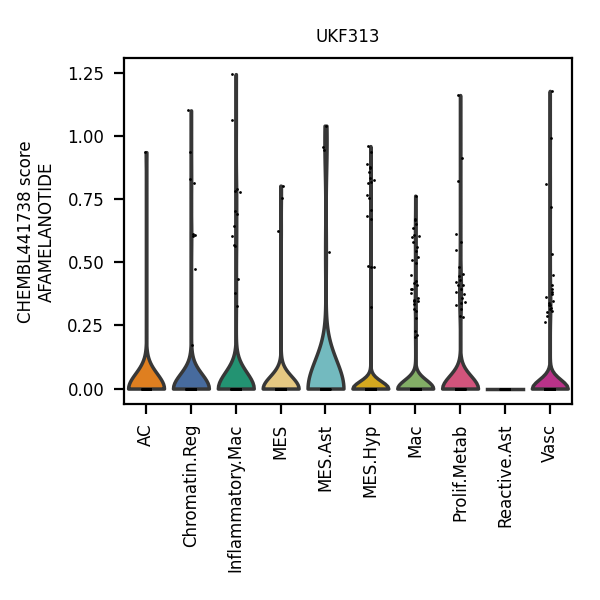 UKF313
CHEMBL441738 score
AFAMELANOTIDE
1.25
1.00
0.75
0.50
0.25
0.00
AC
Chromatin.Reg
Inflammatory.Mac
MES
MES.Ast
MES.Hyp
Mac
Prolif.Metab
Reactive.Ast
Vasc